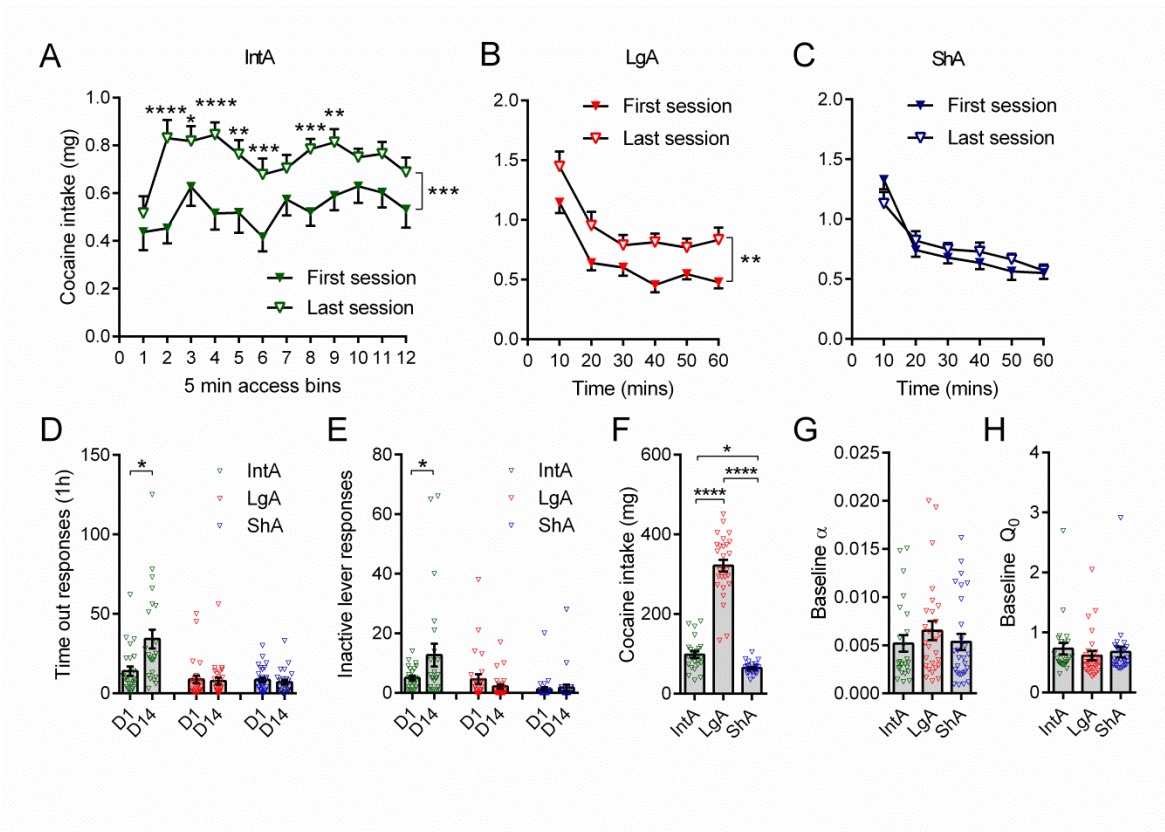 A IntA
Cocaine intake (mg)
1.0
0.8
0.6
0.4
0.2
0.0
**** * **** ** *** *** **
***
First session
Last session
0 1 2 3 4 5 6 7 8 9 10 11 12
5 min access bins
B LgA
2.0
1.5
1.0
0.5
0.0
First session
Last session
**
0 10 20 30 40 50 60
Time (mins)
C ShA
2.0
1.5
1.0
0.5
0.0
First session
Last session
0 10 20 30 40 50 60
Time (mins)
D
Time out responses (1h)
150
100
50
0
*
IntA
LgA
ShA
D1 D14 D1 D14 D1 D14
E
Inactive lever responses
80
60
40
20
0
*
IntA
LgA
ShA
D1 D14 D1 D14 D1 D14
F
Cocaine intake (mg)
600
400
200
0
*
****
****
IntA LgA ShA
G
Baseline α
0.025
0.020
0.015
0.010
0.005
0.000
IntA LgA ShA
H
Baseline Q0
4
3
2
1
0
IntA LgA ShA